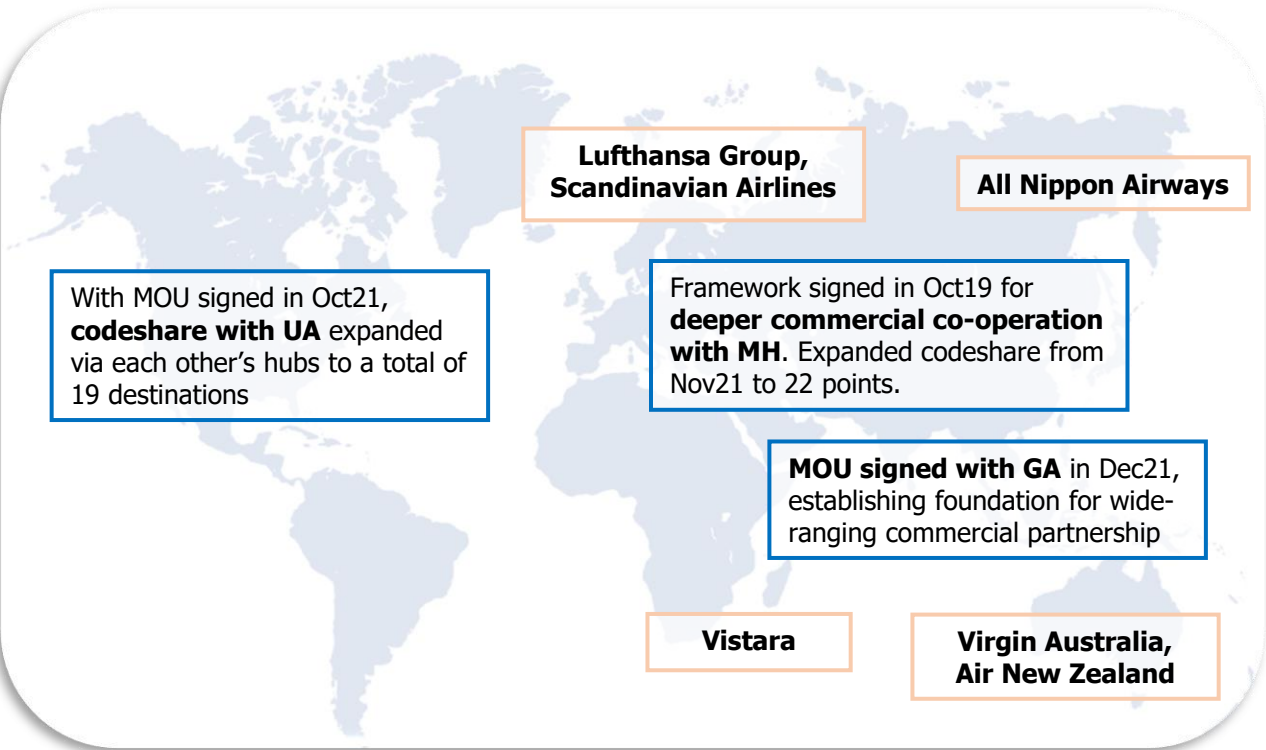 Lufthansa Group,
Scandinavian Airlines
All Nippon Airways
With MOU signed in Oct21,
codeshare with UA expanded
via each other’s hubs to a total of
19 destinations
Framework signed in Oct19 for
deeper commercial co-operation
with MH. Expanded codeshare from
Nov21 to 22 points.
MOU signed with GA in Dec21,
establishing foundation for wide-
ranging commercial partnership
Vistara
Virgin Australia,
Air New Zealand